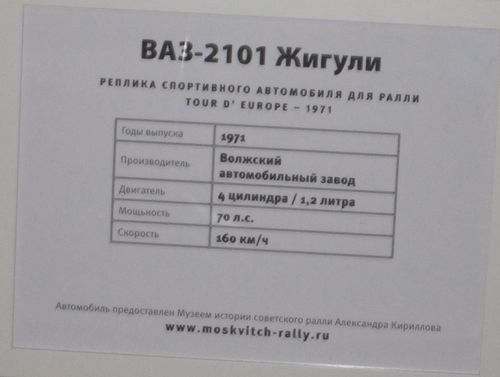 ВАЗ-2101 Жигули
РЕПЛИКА СПОРТИВНОГО АВТОМОБИЛЯ ДЛЯ РАЛЛИ
TOUR D' EUROPE – 1971
Годы выпуска 1971
Производитель Волжский
автомобильный завод
Двигатель 4 цилиндра / 1,2 литра
Мощность 70 л.с.
Скорость 160 км/ч
Автомобиль предоставлен Музеем истории советского ралли Александра Кириллова
www.moskvitch-rally.ru